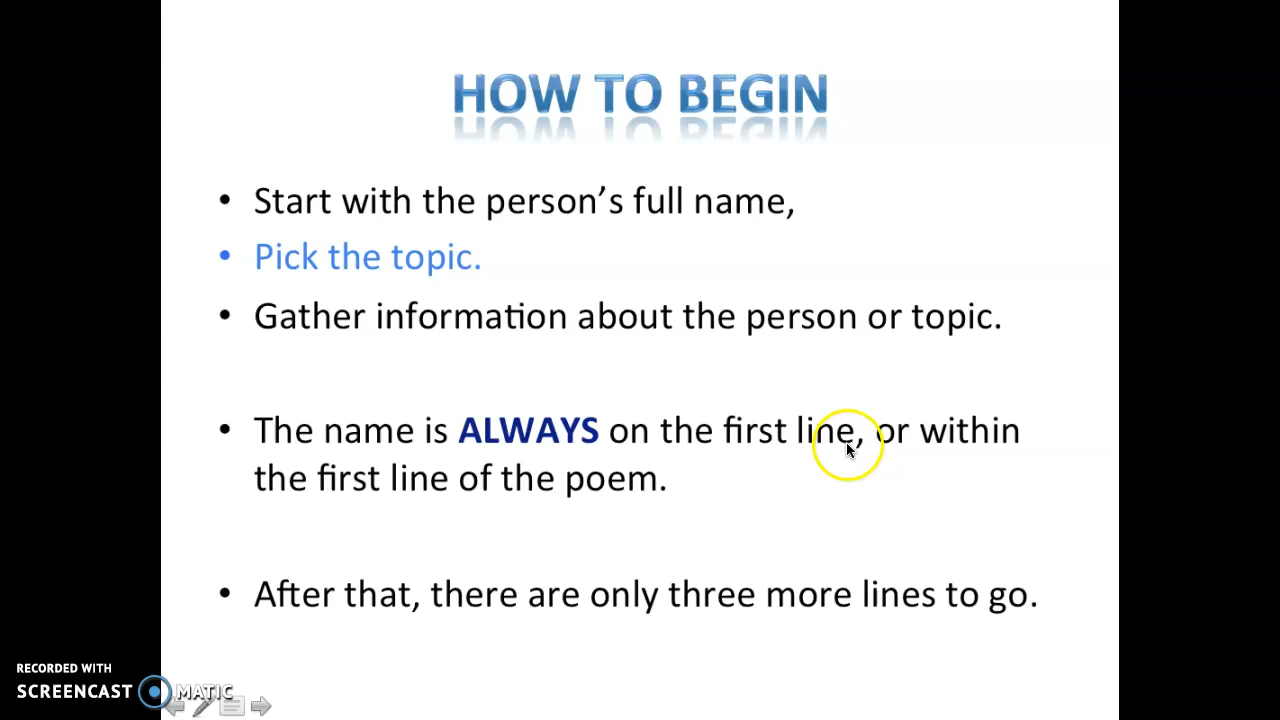 HOW TO BEGIN
• Start with the person’s full name,
• Pick the topic.
• Gather information about the person or topic.
• The name is ALWAYS on the first line, or within
the first line of the poem.
• After that, there are only three more lines to go.
RECORDED WITH
SCREENCAST MATIC